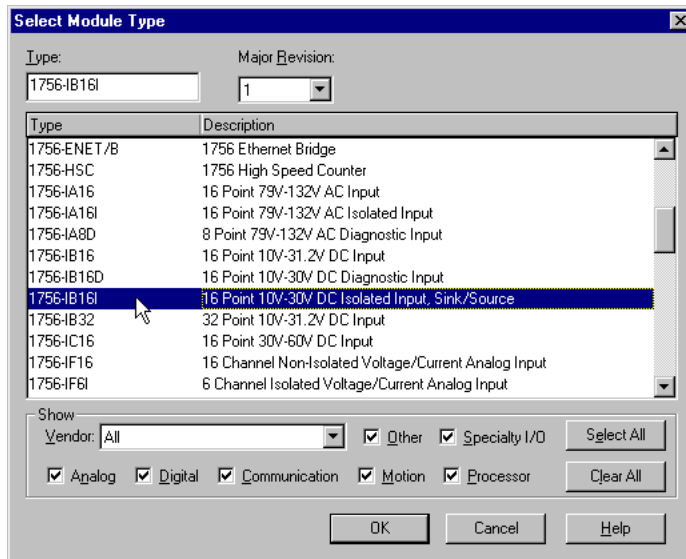 Select Module Type
Type: Major Revision:
1756-IB16I 1
Type Description
1756-ENET/B 1756 Ethernet Bridge
1756-HSC 1756 High Speed Counter
1756-IA16 16 Point 79V-132V AC Input
1756-IA16I 16 Point 79V-132V AC Isolated Input
1756-IA8D 8 Point 79V-132V AC Diagnostic Input
1756-IB16 16 Point 10V-31.2V DC Input
1756-IB16D 16 Point 10V-30V DC Diagnostic Input
1756-IB16I 16 Point 10V-30V DC Isolated Input, Sink/Source
1756-IB32 32 Point 10V-31.2V DC Input
1756-IC16 16 Point 30V-60V DC Input
1756-IF16 16 Channel Non-Isolated Voltage/Current Analog Input
1756-IF6I 6 Channel Isolated Voltage/Current Analog Input
Show
Vendor: All Other Specialty I/O Select All
Analog Digital Communication Motion Processor Clear All
OK Cancel Help